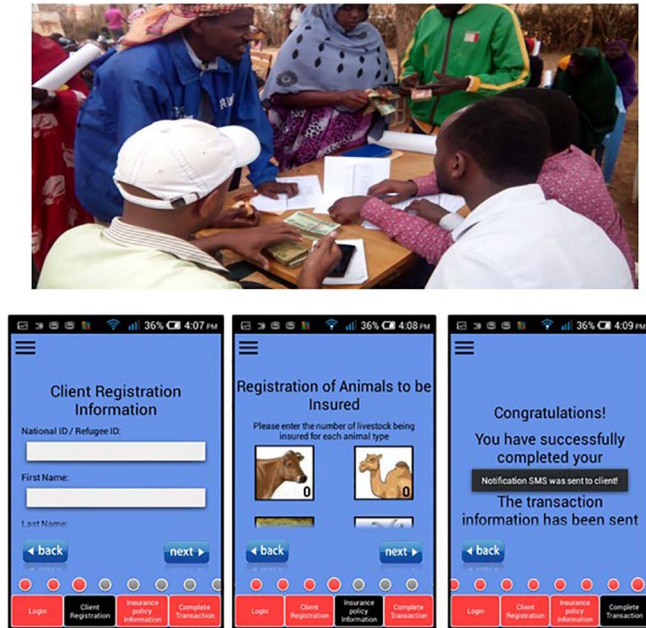 36% 4:07 PM
Client Registration
Information
National ID / Refugee ID:
First Name:
Last Name:
back
next
Login
Client
Registration
Insurance
policy
Information
Complete
Transaction
36% 4:08 PM
Registration of Animals to be
Insured
Please enter the number of livestock being
insured for each animal type
0
0
back
next
Login
Client
Registration
Insurance
policy
Information
Complete
Transaction
36% 4:09 PM
Congratulations!
You have successfully
completed your
Notification SMS was sent to client!
The transaction
information has been sent
back
Login
Client
Registration
Insurance
policy
Information
Complete
Transaction